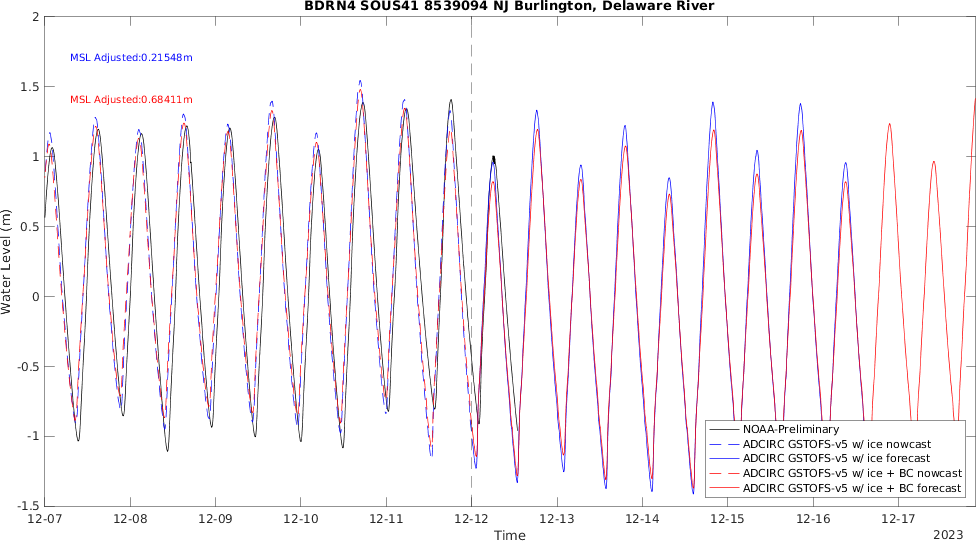 BDRN4 SOUS41 8539094 NJ Burlington, Delaware River
MSL Adjusted:0.21548m
MSL Adjusted:0.68411m
Water Level (m)
2
1.5
1
0.5
0
-0.5
-1
-1.5
NOAA-Preliminary
ADCIRC GSTOFS-v5 w/ ice nowcast
ADCIRC GSTOFS-v5 w/ ice forecast
ADCIRC GSTOFS-v5 w/ ice + BC nowcast
ADCIRC GSTOFS-v5 w/ ice + BC forecast
12-07 12-08 12-09 12-10 12-11 12-12 12-13 12-14 12-15 12-16 12-17
Time
2023